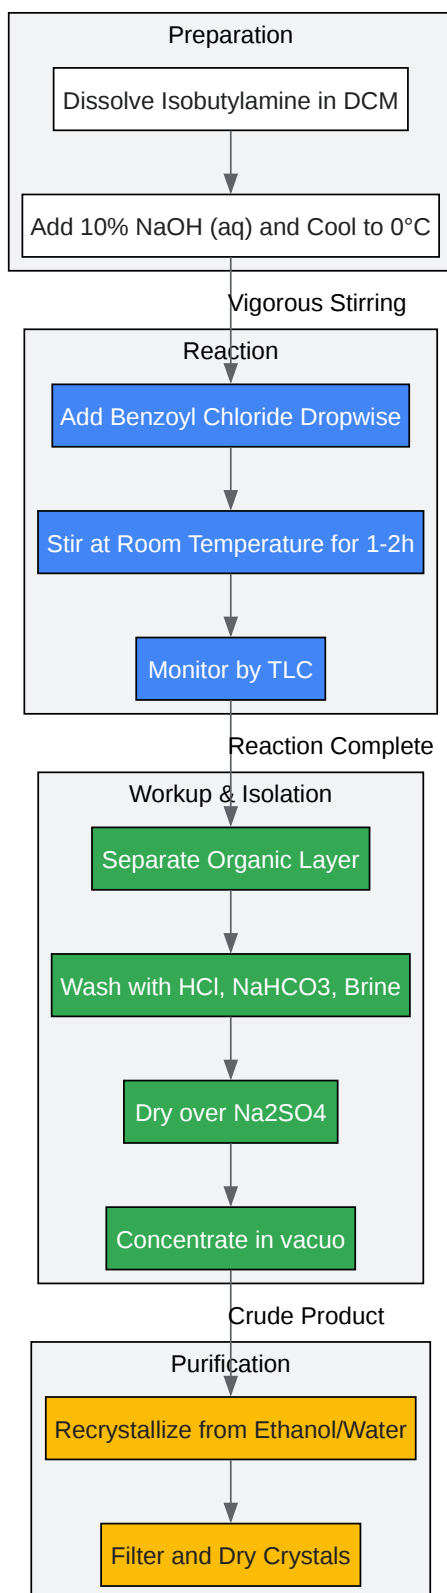 Preparation
Dissolve Isobutylamine in DCM
Add 10% NaOH (aq) and Cool to 0°C
Vigorous Stirring
Reaction
Add Benzoyl Chloride Dropwise
Stir at Room Temperature for 1-2h
Monitor by TLC
Reaction Complete
Workup & Isolation
Separate Organic Layer
Wash with HCl, NaHCO3, Brine
Dry over Na2SO4
Concentrate in vacuo
Crude Product
Purification
Recrystallize from Ethanol/Water
Filter and Dry Crystals